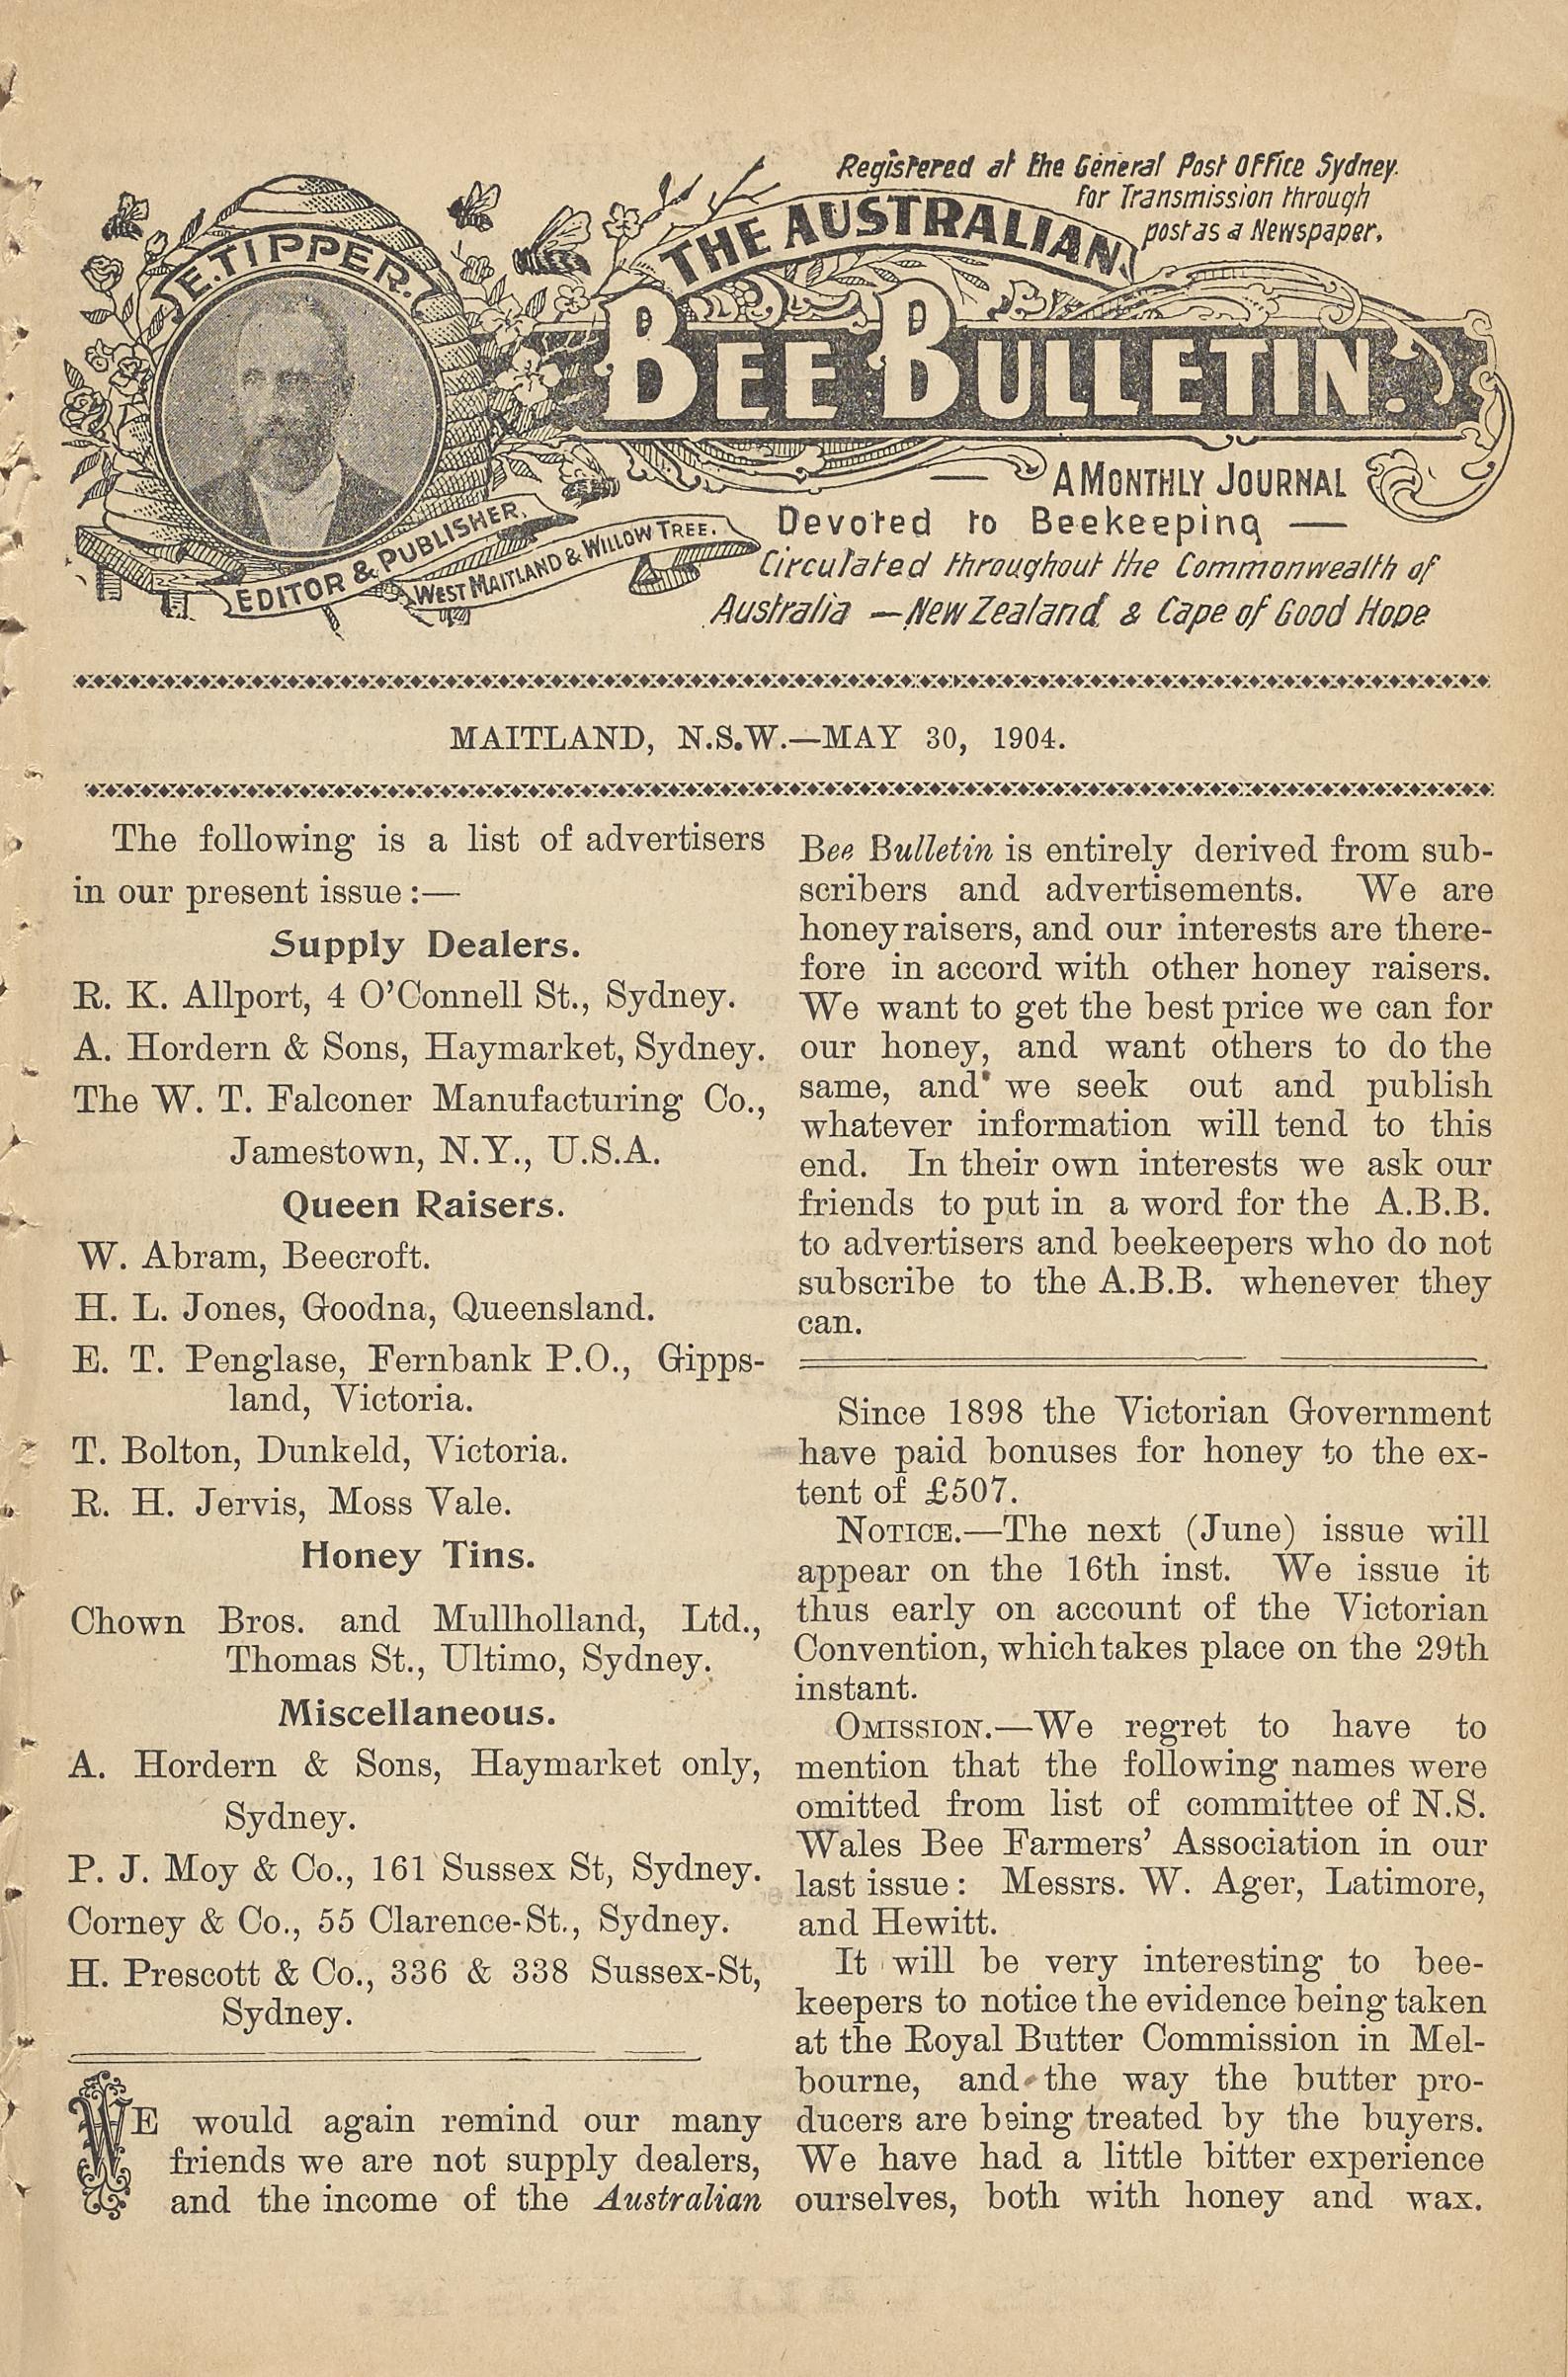 Registered at the General Post Office Sydney.
for Transmission through
post as a Newspaper.
E. TIPPER.
THE AUSTRALIAN
BEE BULLETIN.
A MONTHLY JOURNAL
Devoted to Beekeeping —
EDITOR & PUBLISHER.
WEST MAITLAND & WILLOW TREE.
Circulated throughout the Commonwealth of
Australia — New Zealand & Cape of Good Hope
MAITLAND, N.S.W.—MAY 30, 1904.
The following is a list of advertisers
in our present issue :—
Supply Dealers.
R. K. Allport, 4 O'Connell St., Sydney.
A. Hordern & Sons, Haymarket, Sydney.
The W. T. Falconer Manufacturing Co.,
Jamestown, N.Y., U.S.A.
Queen Raisers.
W. Abram, Beecroft.
H. L. Jones, Goodna, Queensland.
E. T. Penglase, Fernbank P.O., Gipps-
land, Victoria.
T. Bolton, Dunkeld, Victoria.
R. H. Jervis, Moss Vale.
Honey Tins.
Chown Bros. and Mullholland, Ltd.,
Thomas St., Ultimo, Sydney.
Miscellaneous.
A. Hordern & Sons, Haymarket only,
Sydney.
P. J. Moy & Co., 161 Sussex St, Sydney.
Corney & Co., 55 Clarence-St., Sydney.
H. Prescott & Co., 336 & 338 Sussex-St,
Sydney.
WE would again remind our many
friends we are not supply dealers,
and the income of the Australian
Bee Bulletin is entirely derived from sub-
scribers and advertisements. We are
honey raisers, and our interests are there-
fore in accord with other honey raisers.
We want to get the best price we can for
our honey, and want others to do the
same, and we seek out and publish
whatever information will tend to this
end. In their own interests we ask our
friends to put in a word for the A.B.B.
to advertisers and beekeepers who do not
subscribe to the A.B.B. whenever they
can.
Since 1898 the Victorian Government
have paid bonuses for honey to the ex-
tent of £507.
NOTICE.—The next (June) issue will
appear on the 16th inst. We issue it
thus early on account of the Victorian
Convention, which takes place on the 29th
instant.
OMISSION.—We regret to have to
mention that the following names were
omitted from list of committee of N.S.
Wales Bee Farmers' Association in our
last issue : Messrs. W. Ager, Latimore,
and Hewitt.
It will be very interesting to bee-
keepers to notice the evidence being taken
at the Royal Butter Commission in Mel-
bourne, and the way the butter pro-
ducers are being treated by the buyers.
We have had a little bitter experience
ourselves, both with honey and wax.